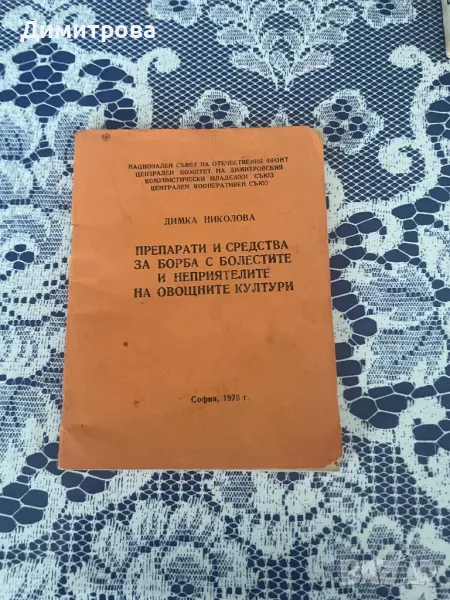 Димитрова
НАЦИОНАЛЕН СЪВЕТ НА ОТЕЧЕСТВЕНИЯ ФРОНТ
ЦЕНТРАЛЕН КОМИТЕТ НА ДИМИТРОВСКИЯ
КОМУНИСТИЧЕСКИ МЛАДЕЖКИ СЪЮЗ
ЦЕНТРАЛЕН КООПЕРАТИВЕН СЪЮЗ
ДИМКА НИКОЛОВА
ПРЕПАРАТИ И СРЕДСТВА
ЗА БОРБА С БОЛЕСТИТЕ
И НЕПРИЯТЕЛИТЕ
НА ОВОЩНИТЕ КУЛТУРИ
София, 1978 г.
BAZAR